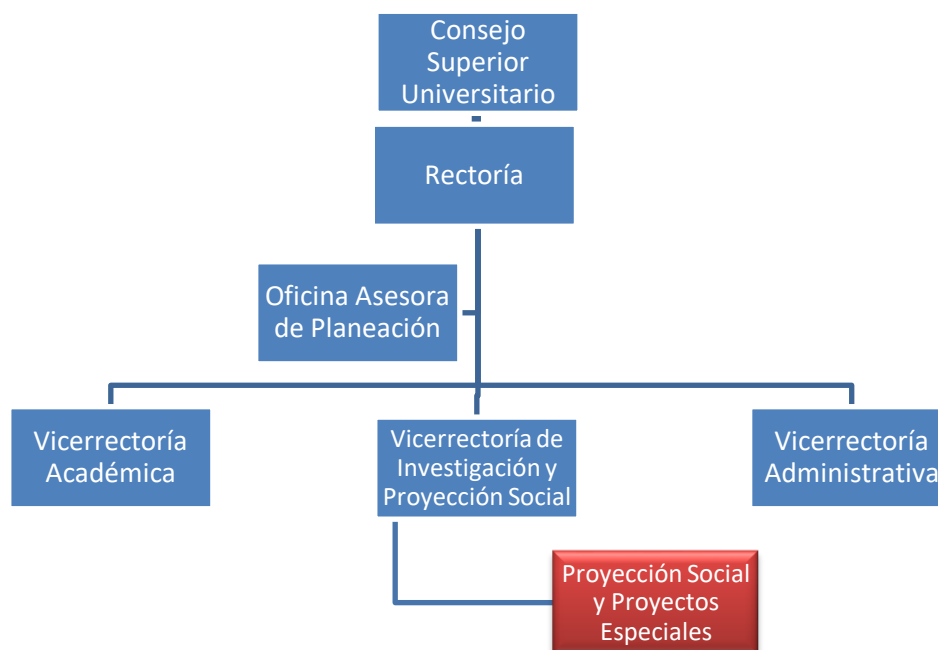 Consejo
Superior
Universitario
Rectoría
Oficina Asesora
de Planeación
Vicerrectoría
Académica
Vicerrectoría de
Investigación y
Proyección Social
Vicerrectoría
Administrativa
Proyección Social
y Proyectos
Especiales